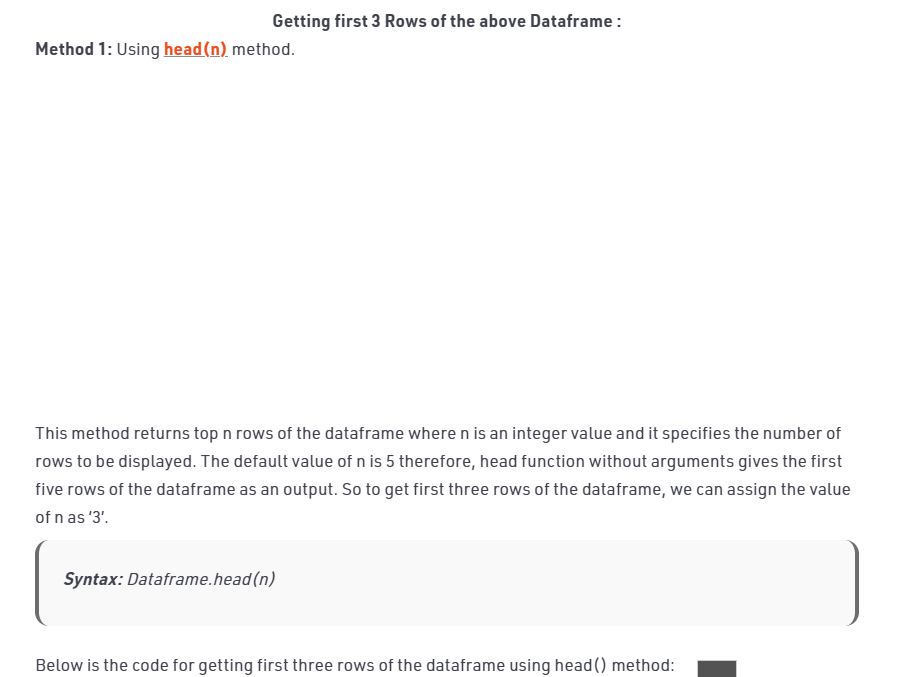 Getting first 3 Rows of the above Dataframe :
Method 1: Using head(n) method.
This method returns top n rows of the dataframe where n is an integer value and it specifies the number of
rows to be displayed. The default value of n is 5 therefore, head function without arguments gives the first
five rows of the dataframe as an output. So to get first three rows of the dataframe, we can assign the value
of n as ‘3’.
Syntax: Dataframe.head(n)
Below is the code for getting first three rows of the dataframe using head() method: